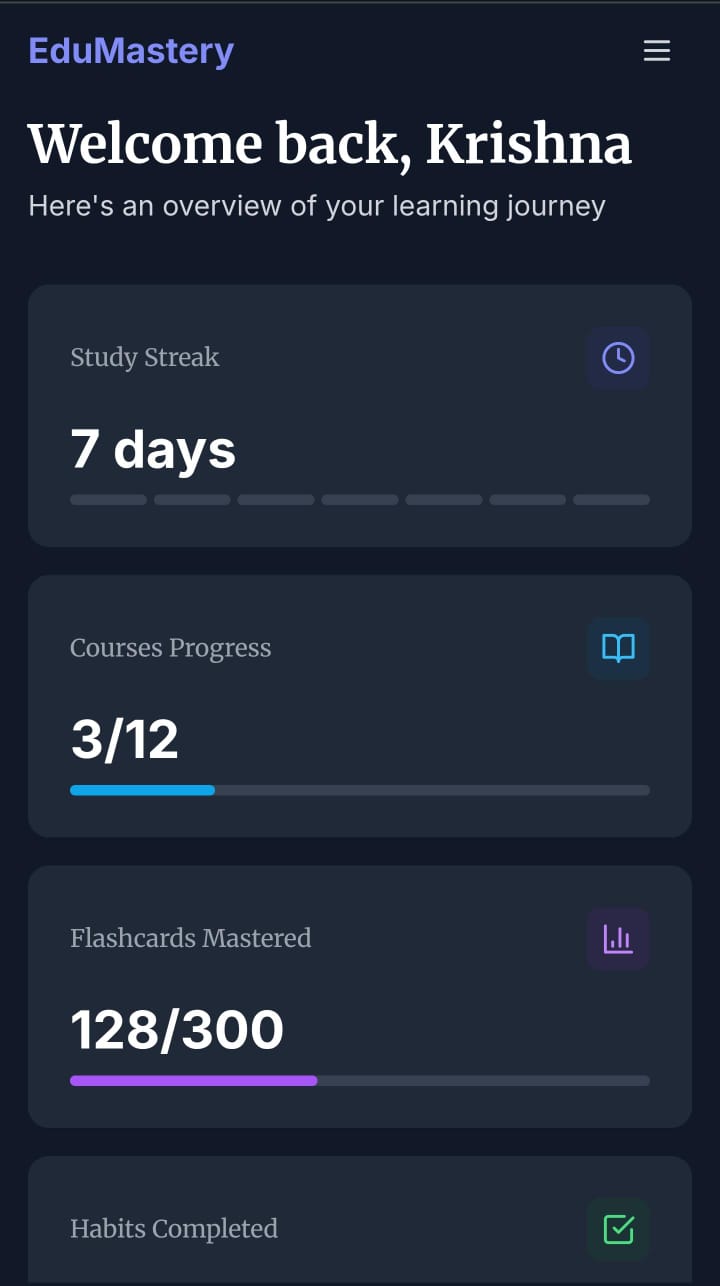 EduMastery
Welcome back, Krishna
Here's an overview of your learning journey
Study Streak
7 days
Courses Progress
3/12
Flashcards Mastered
128/300
Habits Completed